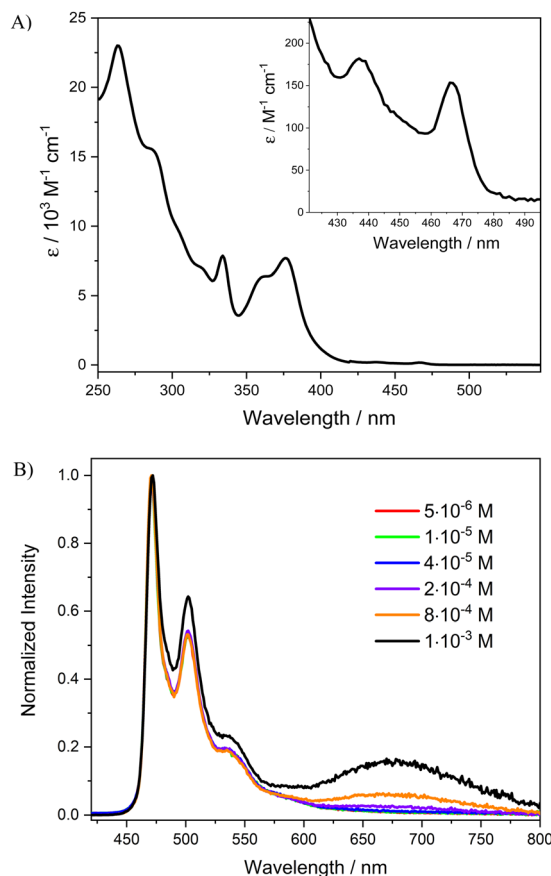 A)
25
20
15
10
5
0
ε / 10³ M⁻¹ cm⁻¹
250 300 350 400 450 500
Wavelength / nm
200
150
100
50
0
ε / M⁻¹ cm⁻¹
430 440 450 460 470 480 490
Wavelength / nm
B)
1.0
0.8
0.6
0.4
0.2
0.0
Normalized Intensity
5·10⁻⁶ M
1·10⁻⁵ M
4·10⁻⁵ M
2·10⁻⁴ M
8·10⁻⁴ M
1·10⁻³ M
450 500 550 600 650 700 750 800
Wavelength / nm